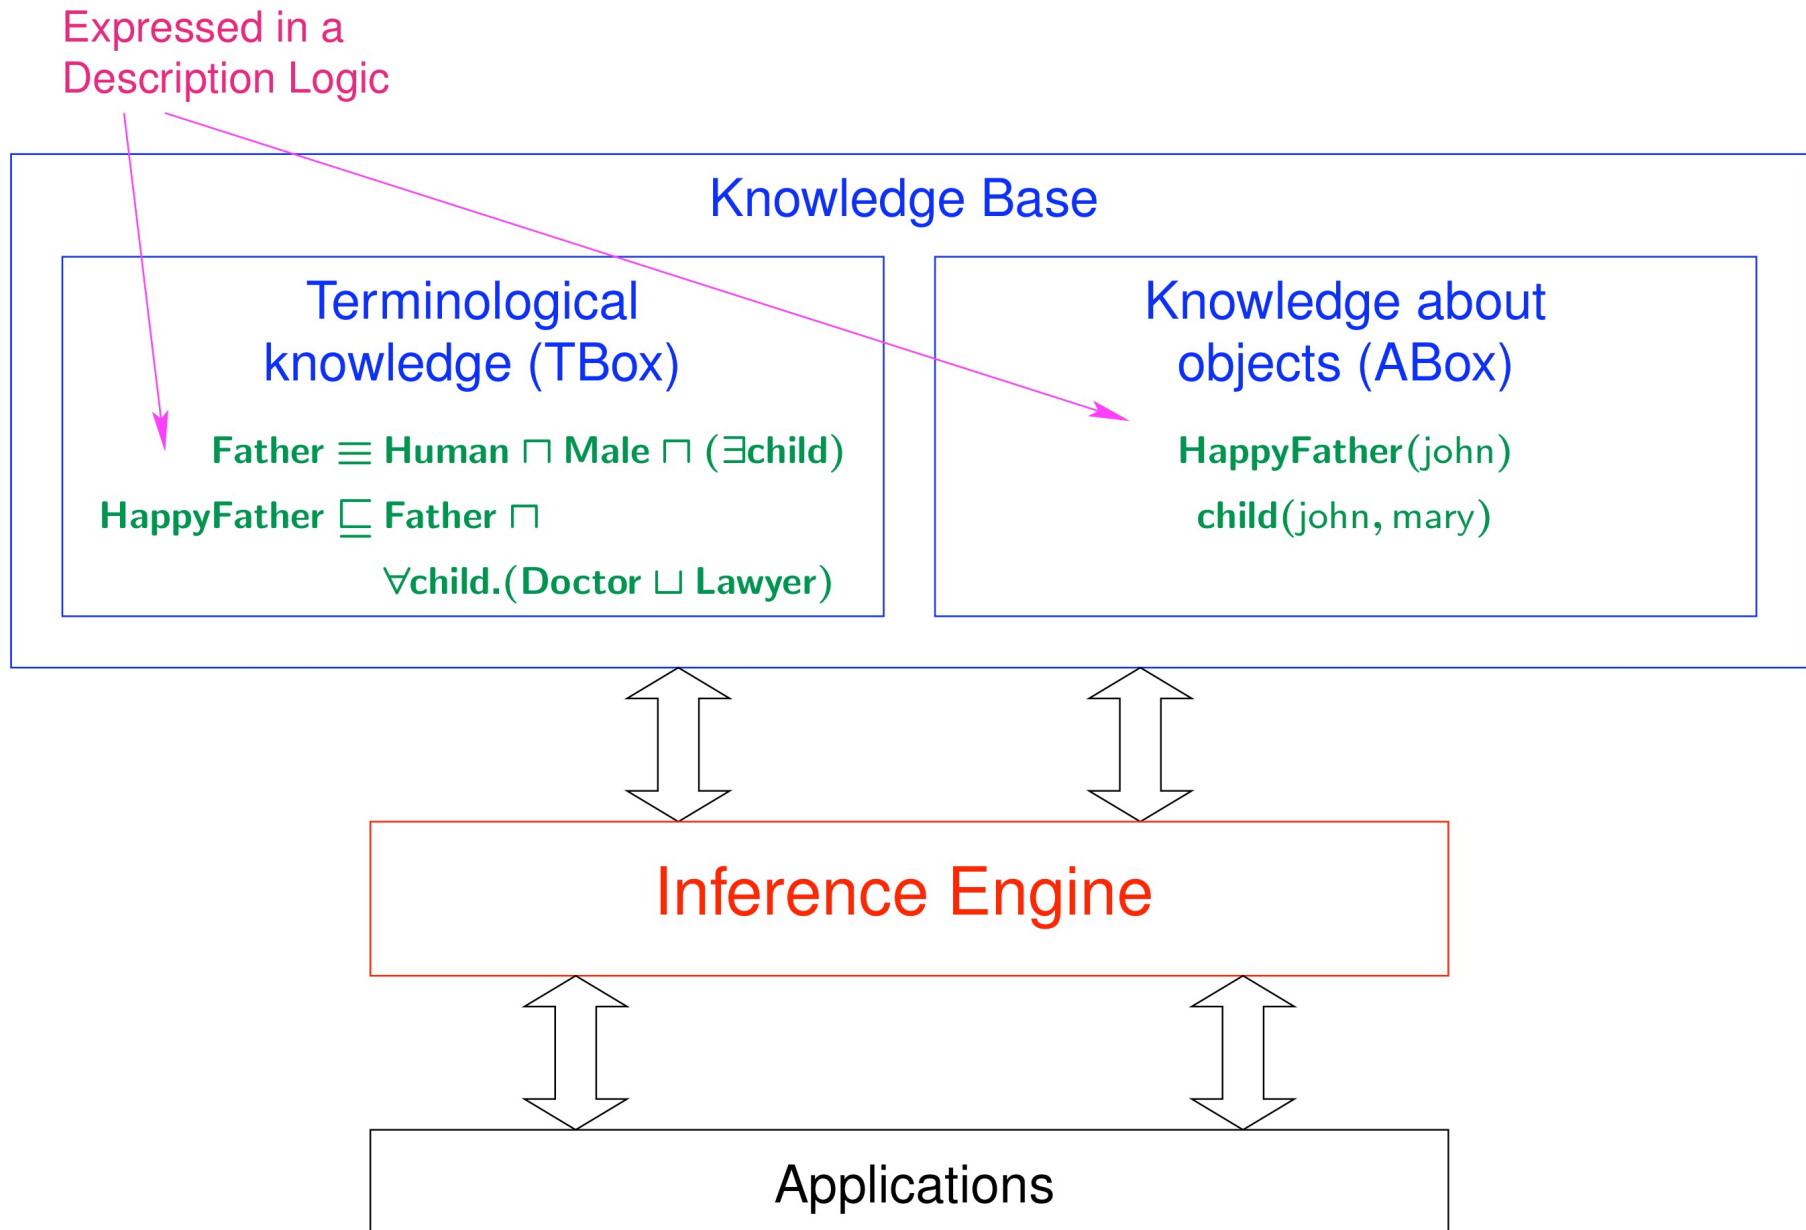 Expressed in a
Description Logic
Knowledge Base
Terminological
knowledge (TBox)
Father ≡ Human ⊓ Male ⊓ (∃child)
HappyFather ⊑ Father ⊓
∀child.(Doctor ⊔ Lawyer)
Knowledge about
objects (ABox)
HappyFather(john)
child(john, mary)
Inference Engine
Applications